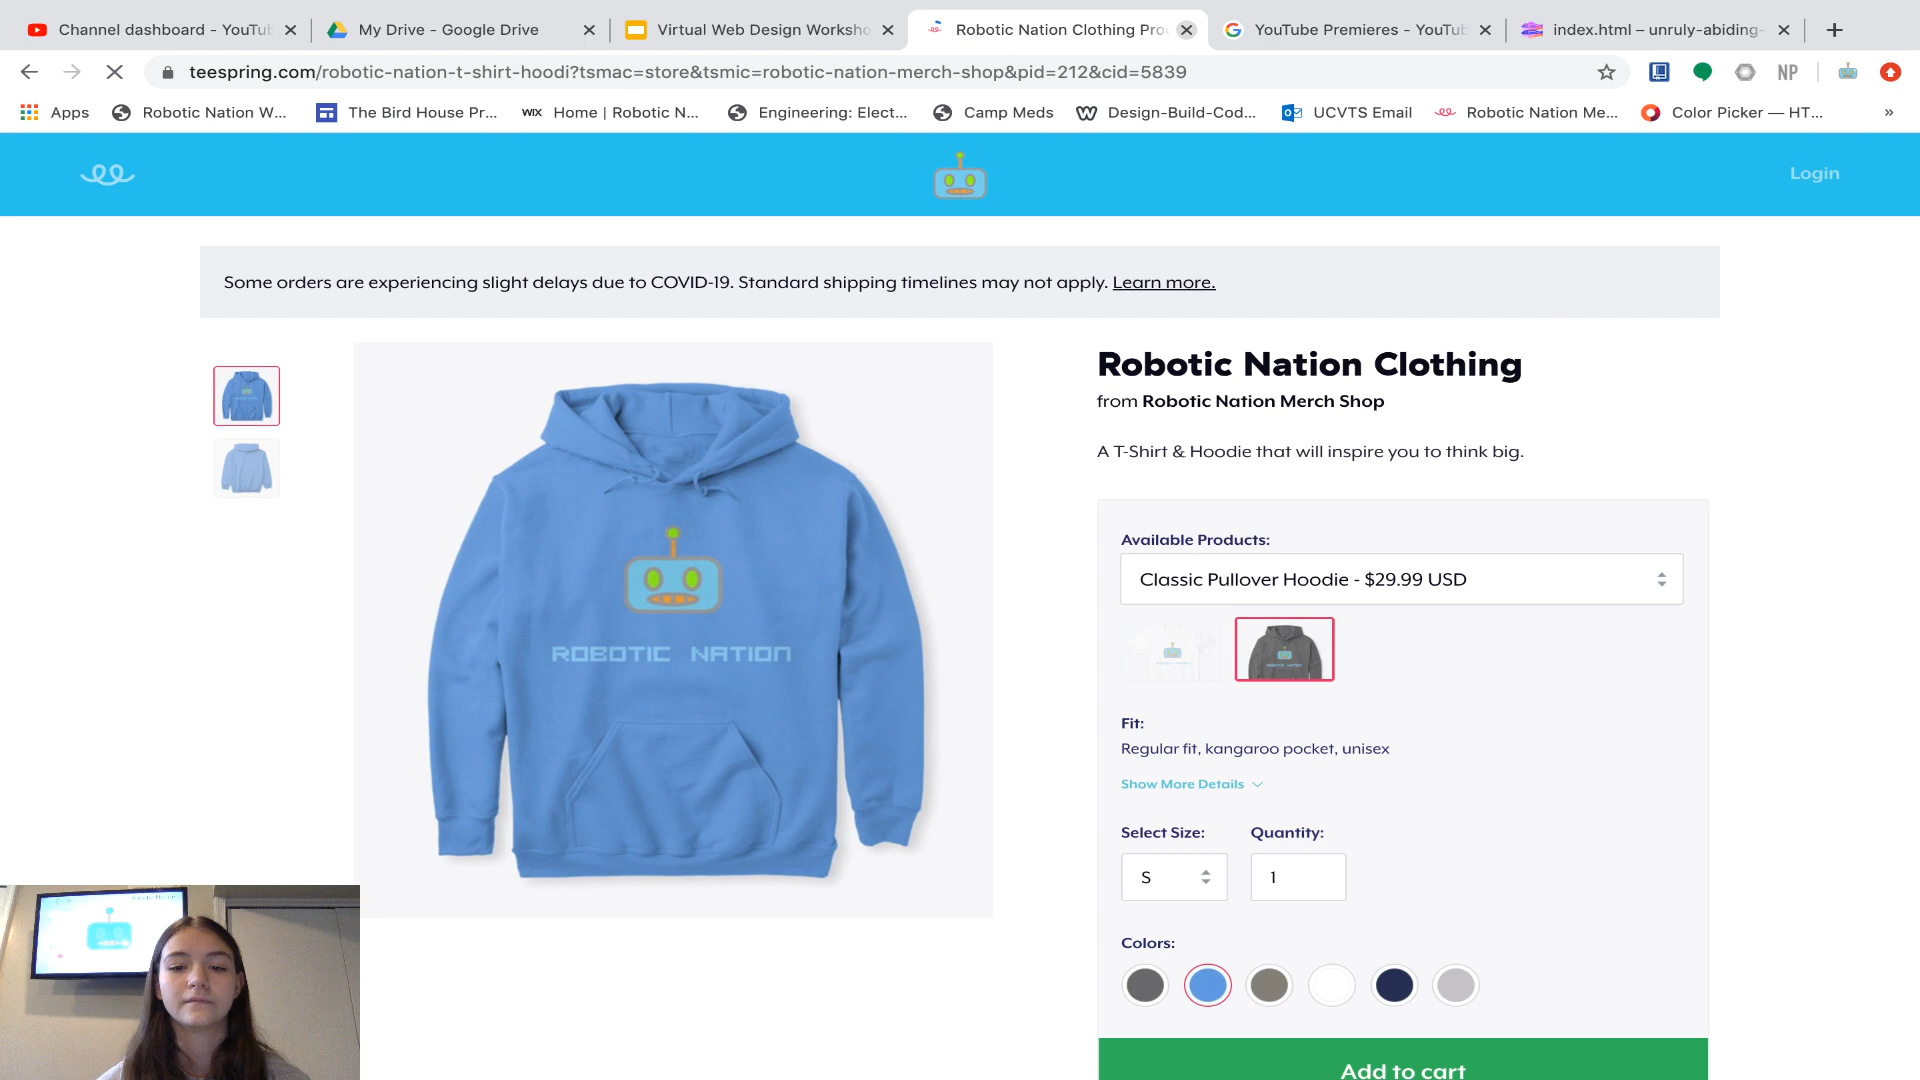 Channel dashboard - YouTu
My Drive - Google Drive
Virtual Web Design Worksho
Robotic Nation Clothing Pro
YouTube Premieres - YouTu
index.html – unruly-abiding-
teespring.com/robotic-nation-t-shirt-hoodi?tsmac=store&tsmic=robotic-nation-merch-shop&pid=212&cid=5839
NP
Apps
Robotic Nation W...
The Bird House Pr...
WIX Home | Robotic N...
Engineering: Elect...
Camp Meds
Design-Build-Cod...
UCVTS Email
Robotic Nation Me...
Color Picker — HT...
»
Login
Some orders are experiencing slight delays due to COVID-19. Standard shipping timelines may not apply. Learn more.
ROBOTIC NATION
Robotic Nation Clothing
from Robotic Nation Merch Shop
A T-Shirt & Hoodie that will inspire you to think big.
Available Products:
Classic Pullover Hoodie - $29.99 USD
Fit:
Regular fit, kangaroo pocket, unisex
Show More Details
Select Size:
Quantity:
S
1
Colors:
Add to cart